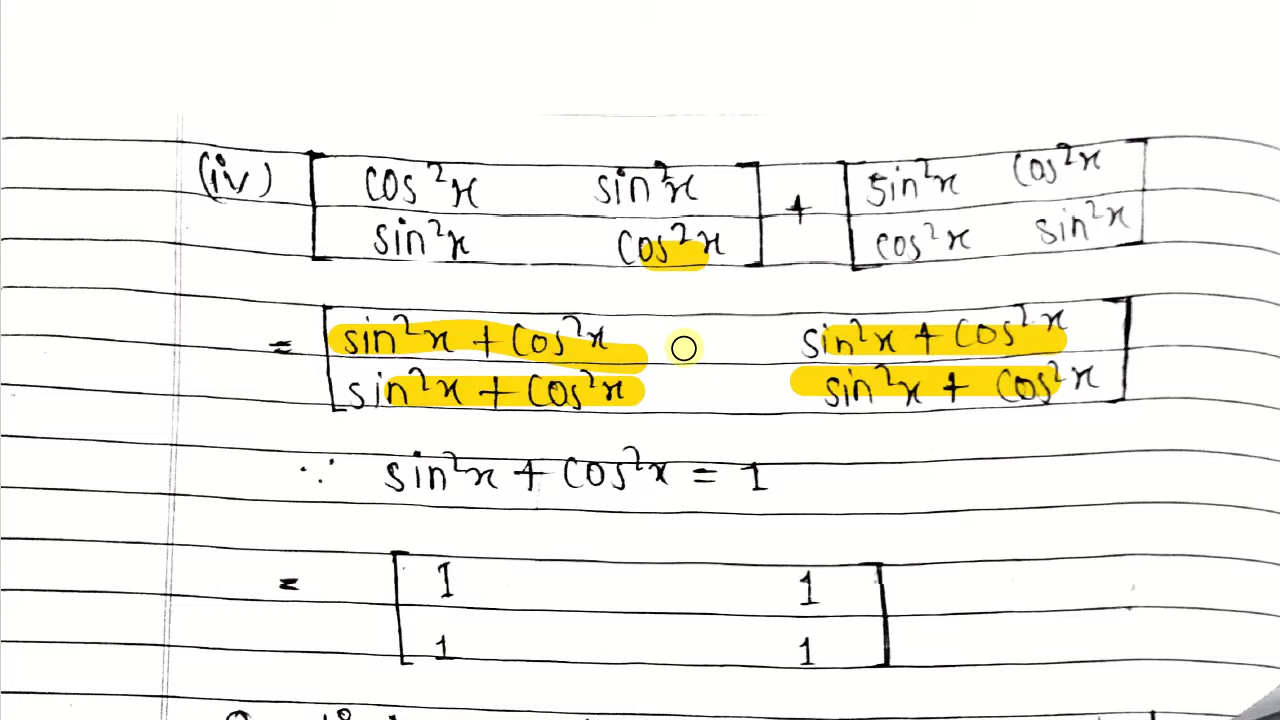 (iv) [cos²x sin²x] + [sin²x cos²x]
[sin²x cos²x] [cos²x sin²x]
= [sin²x + cos²x sin²x + cos²x]
[sin²x + cos²x sin²x + cos²x]
∵ sin²x + cos²x = 1
= [1 1]
[1 1]